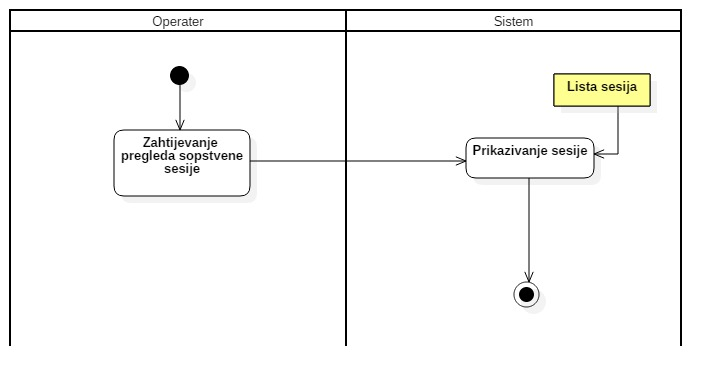 Operater
Sistem
Lista sesija
Zahtijevanje
pregleda sopstvene
sesije
Prikazivanje sesije